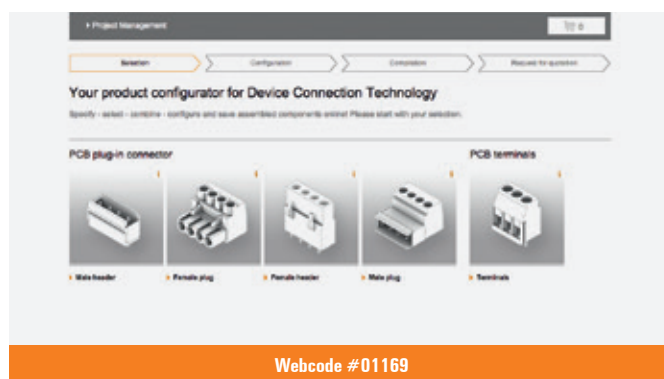 Project Management
0
Selection
Configuration
Completion
Request for quotation
Your product configurator for Device Connection Technology
Specify - select - combine - configure and save assembled components online! Please start with your selection.
PCB plug-in connector
PCB terminals
Male header
Female plug
Female header
Male plug
Terminals
Webcode #01169